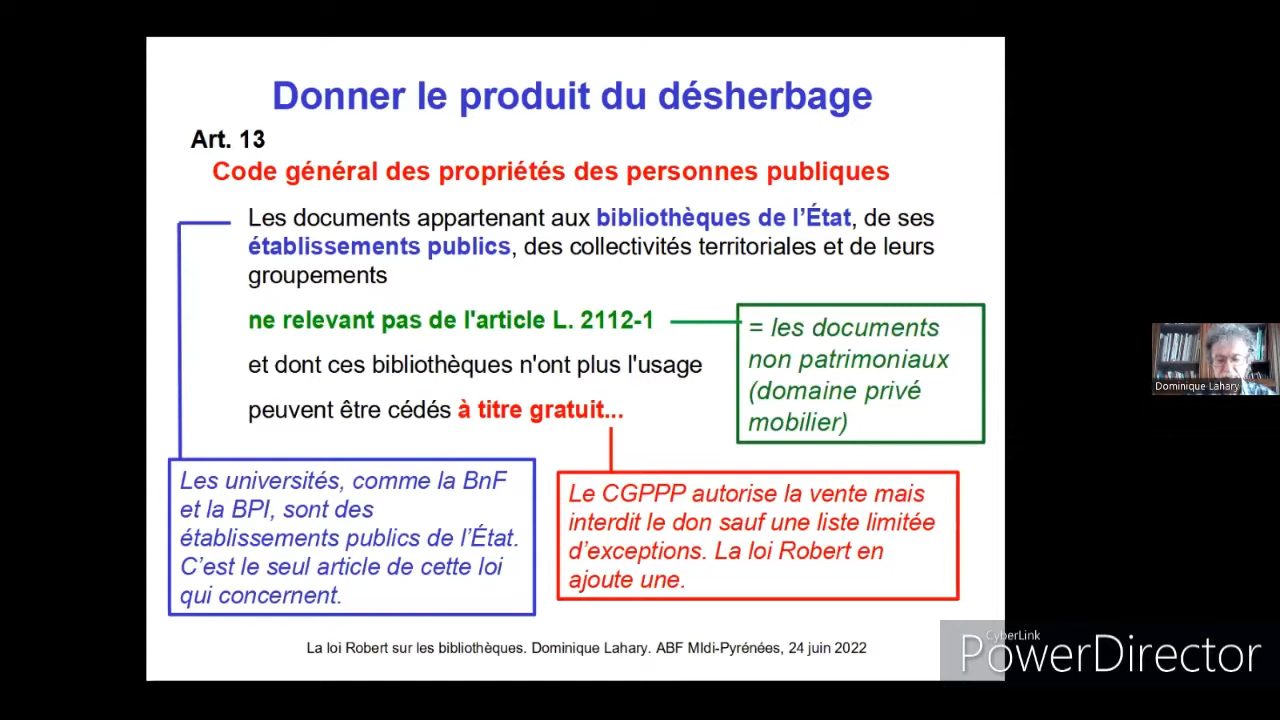 Donner le produit du désherbage
Art. 13
Code général des propriétés des personnes publiques
Les documents appartenant aux bibliothèques de l'État, de ses
établissements publics, des collectivités territoriales et de leurs
groupements
ne relevant pas de l'article L. 2112-1
et dont ces bibliothèques n'ont plus l'usage
peuvent être cédés à titre gratuit...
= les documents
non patrimoniaux
(domaine privé
mobilier)
Les universités, comme la BnF
et la BPI, sont des
établissements publics de l'État.
C'est le seul article de cette loi
qui concernent.
Le CGPPP autorise la vente mais
interdit le don sauf une liste limitée
d'exceptions. La loi Robert en
ajoute une.
La loi Robert sur les bibliothèques. Dominique Lahary. ABF MIdi-Pyrénées, 24 juin 2022
Dominique Lahary
CyberLink
PowerDirector